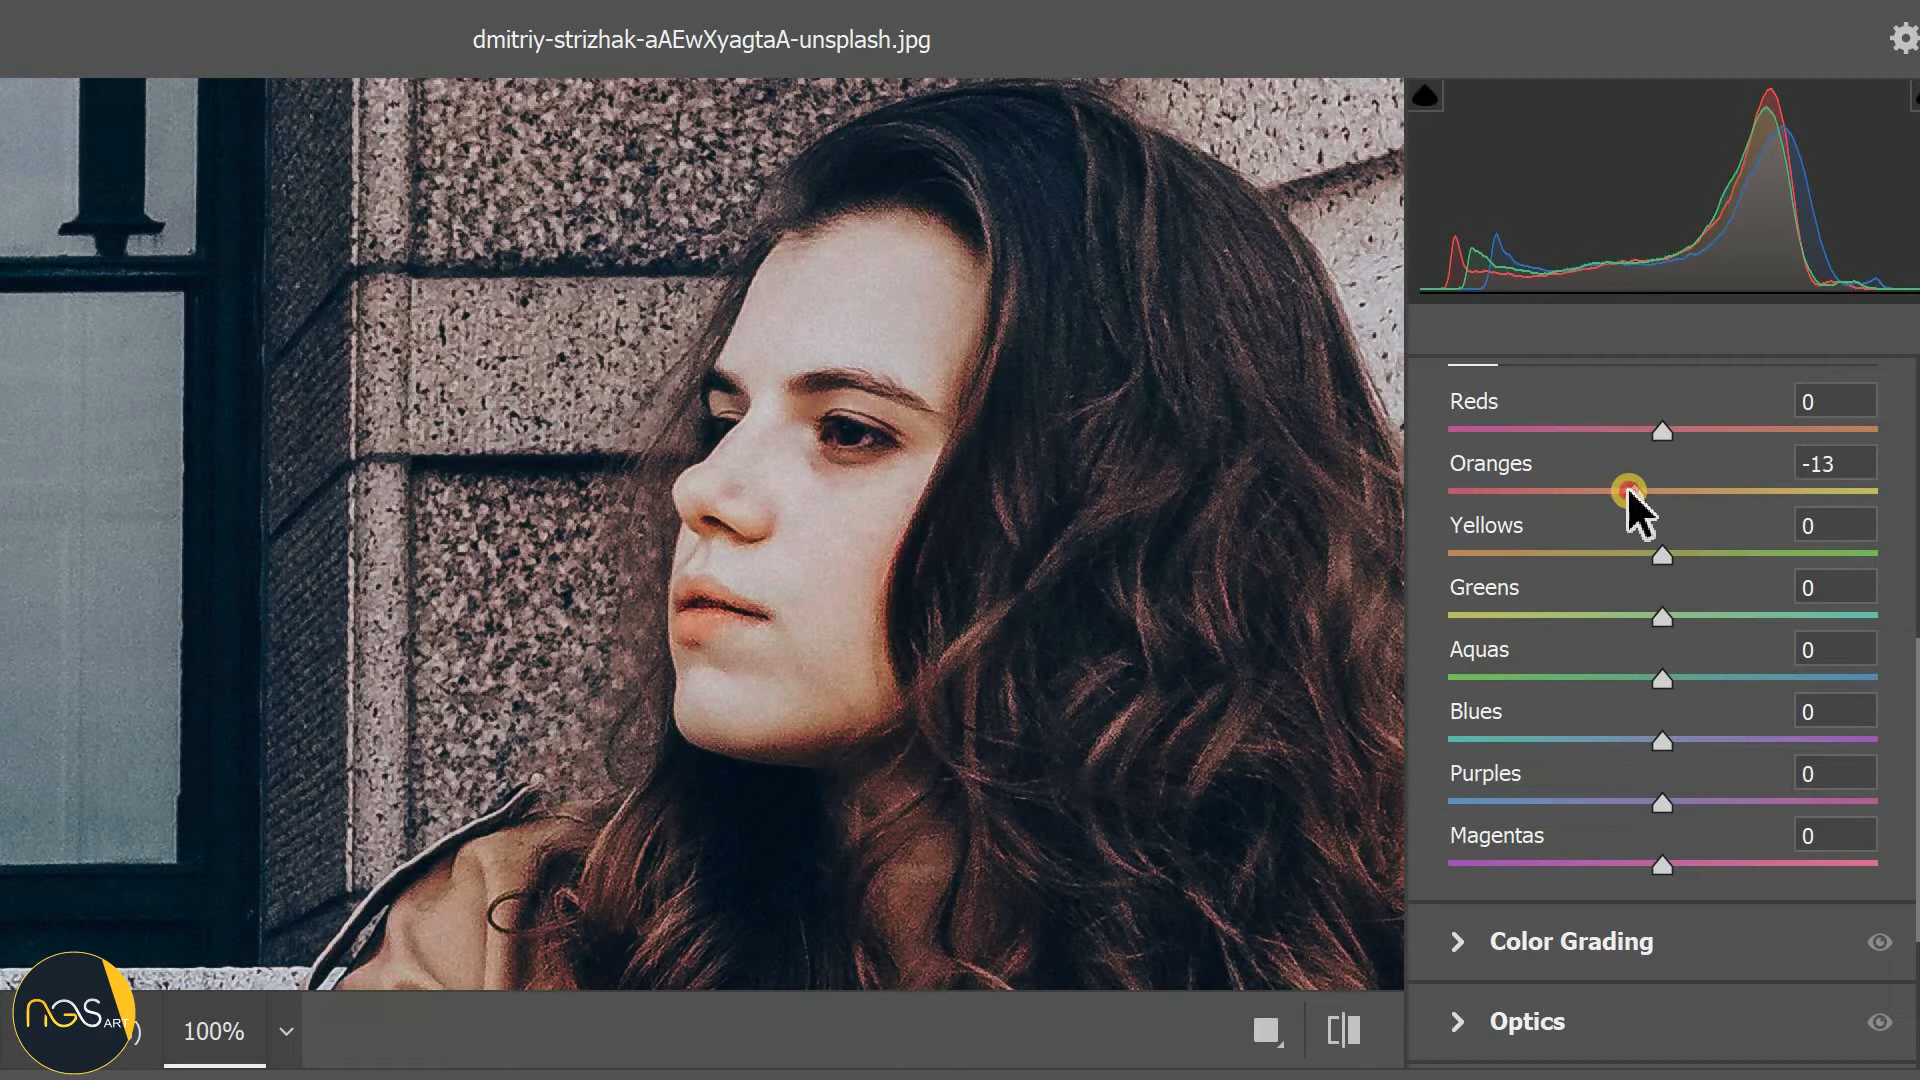 dmitriy-strizhak-aAEwXyagtaA-unsplash.jpg
Reds 0
Oranges -13
Yellows 0
Greens 0
Aquas 0
Blues 0
Purples 0
Magentas 0
Color Grading
Optics
NGS ART
) 100%